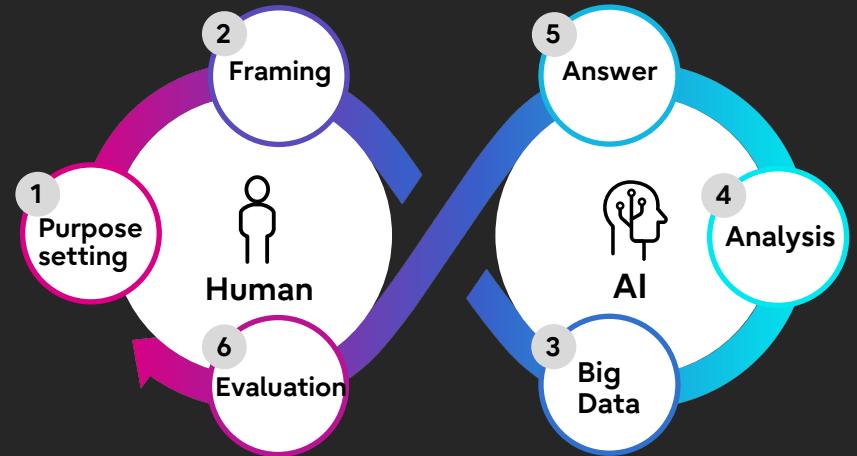 1
Purpose
setting
2
Framing
Human
6
Evaluation
5
Answer
4
Analysis
AI
3
Big
Data